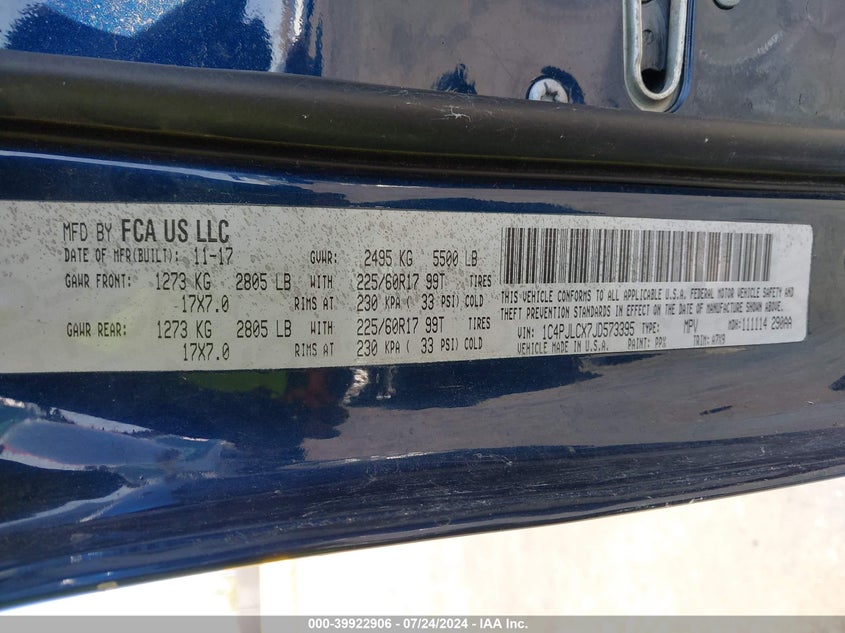 MFD BY FCA US LLC
DATE OF MFR(BUILT): 11-17 GVWR: 2495 KG 5500 LB
GAWR FRONT: 1273 KG 2805 LB WITH 225/60R17 99T TIRES
17X7.0 RIMS AT 230 KPA ( 33 PSI) COLD
GAWR REAR: 1273 KG 2805 LB WITH 225/60R17 99T TIRES
17X7.0 RIMS AT 230 KPA ( 33 PSI) COLD
THIS VEHICLE CONFORMS TO ALL APPLICABLE U.S.A. FEDERAL MOTOR VEHICLE SAFETY AND
THEFT PREVENTION STANDARDS IN EFFECT ON THE DATE OF MANUFACTURE SHOWN ABOVE.
VIN: 1C4PJLCX7JD573395 TYPE: MPV MDH:111114 290AA
VEHICLE MADE IN U.S.A. PAINT: PPX TRIM: A7X9
000-39922906 - 07/24/2024 - IAA Inc.